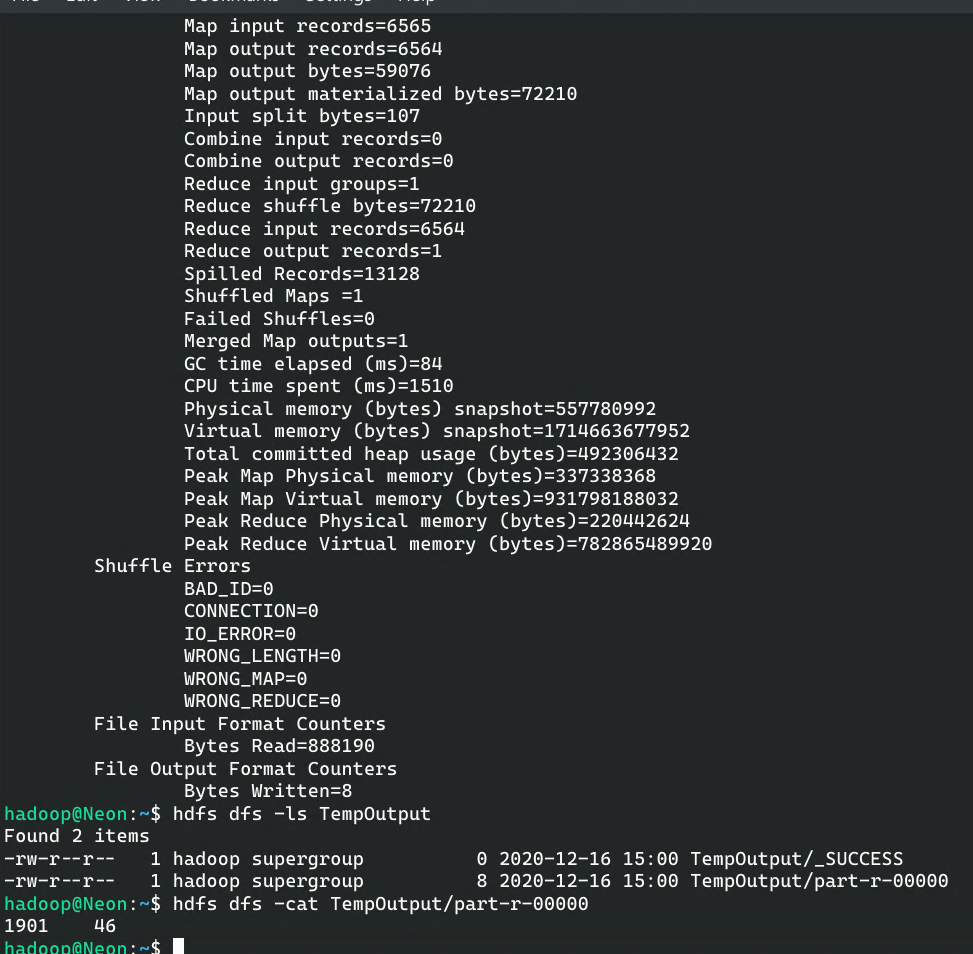 File Edit View Bookmarks Settings Help
Map input records=6565
Map output records=6564
Map output bytes=59076
Map output materialized bytes=72210
Input split bytes=107
Combine input records=0
Combine output records=0
Reduce input groups=1
Reduce shuffle bytes=72210
Reduce input records=6564
Reduce output records=1
Spilled Records=13128
Shuffled Maps =1
Failed Shuffles=0
Merged Map outputs=1
GC time elapsed (ms)=84
CPU time spent (ms)=1510
Physical memory (bytes) snapshot=557780992
Virtual memory (bytes) snapshot=1714663677952
Total committed heap usage (bytes)=492306432
Peak Map Physical memory (bytes)=337338368
Peak Map Virtual memory (bytes)=931798188032
Peak Reduce Physical memory (bytes)=220442624
Peak Reduce Virtual memory (bytes)=782865489920
Shuffle Errors
BAD_ID=0
CONNECTION=0
IO_ERROR=0
WRONG_LENGTH=0
WRONG_MAP=0
WRONG_REDUCE=0
File Input Format Counters
Bytes Read=888190
File Output Format Counters
Bytes Written=8
hadoop@Neon:~$ hdfs dfs -ls TempOutput
Found 2 items
-rw-r--r-- 1 hadoop supergroup 0 2020-12-16 15:00 TempOutput/_SUCCESS
-rw-r--r-- 1 hadoop supergroup 8 2020-12-16 15:00 TempOutput/part-r-00000
hadoop@Neon:~$ hdfs dfs -cat TempOutput/part-r-00000
1901 46
hadoop@Neon:~$